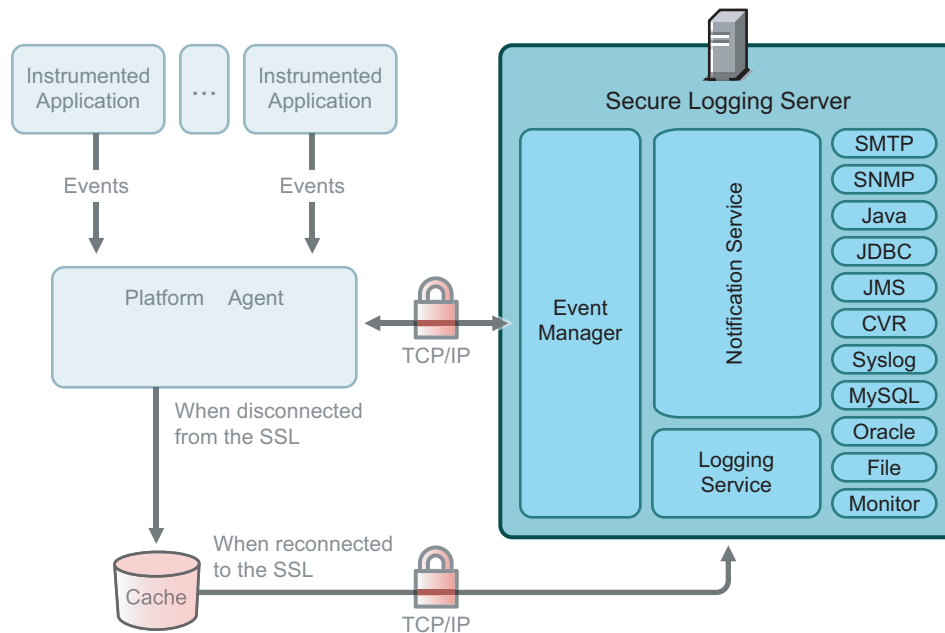 Instrumented
Application
...
Instrumented
Application
Events
Events
Platform Agent
TCP/IP
When disconnected
from the SSL
When reconnected
to the SSL
Cache
TCP/IP
Secure Logging Server
Event
Manager
Notification Service
Logging
Service
SMTP
SNMP
Java
JDBC
JMS
CVR
Syslog
MySQL
Oracle
File
Monitor